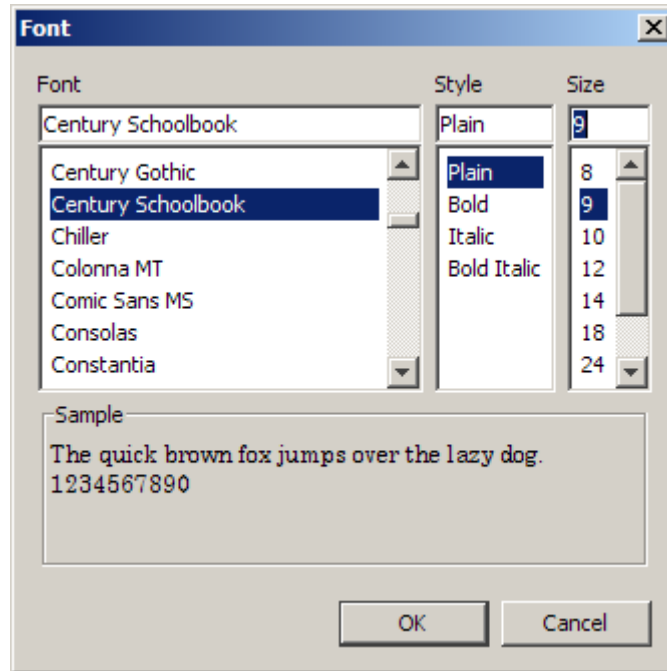 Font
Font
Style
Size
Century Schoolbook
Plain
9
Century Gothic
Century Schoolbook
Chiller
Colonna MT
Comic Sans MS
Consolas
Constantia
Plain
Bold
Italic
Bold Italic
8
9
10
12
14
18
24
Sample
The quick brown fox jumps over the lazy dog.
1234567890
OK
Cancel